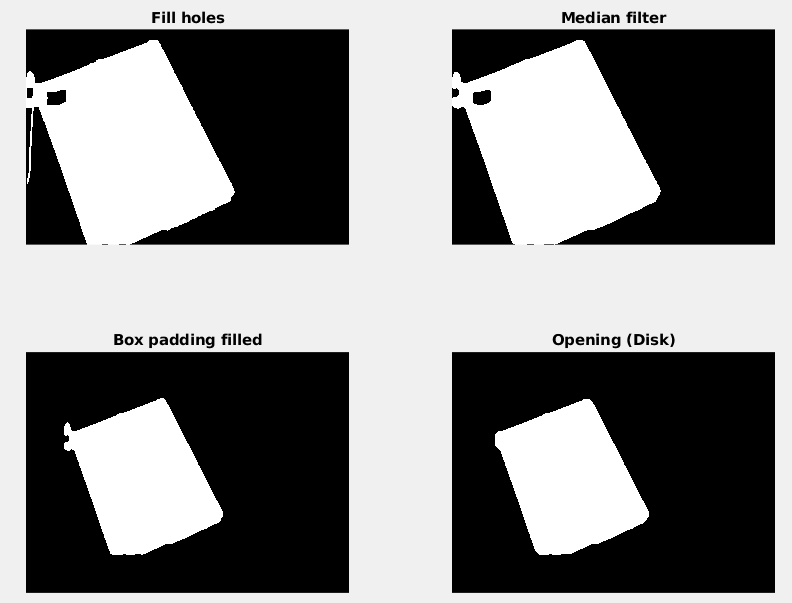 Fill holes
Median filter
Box padding filled
Opening (Disk)